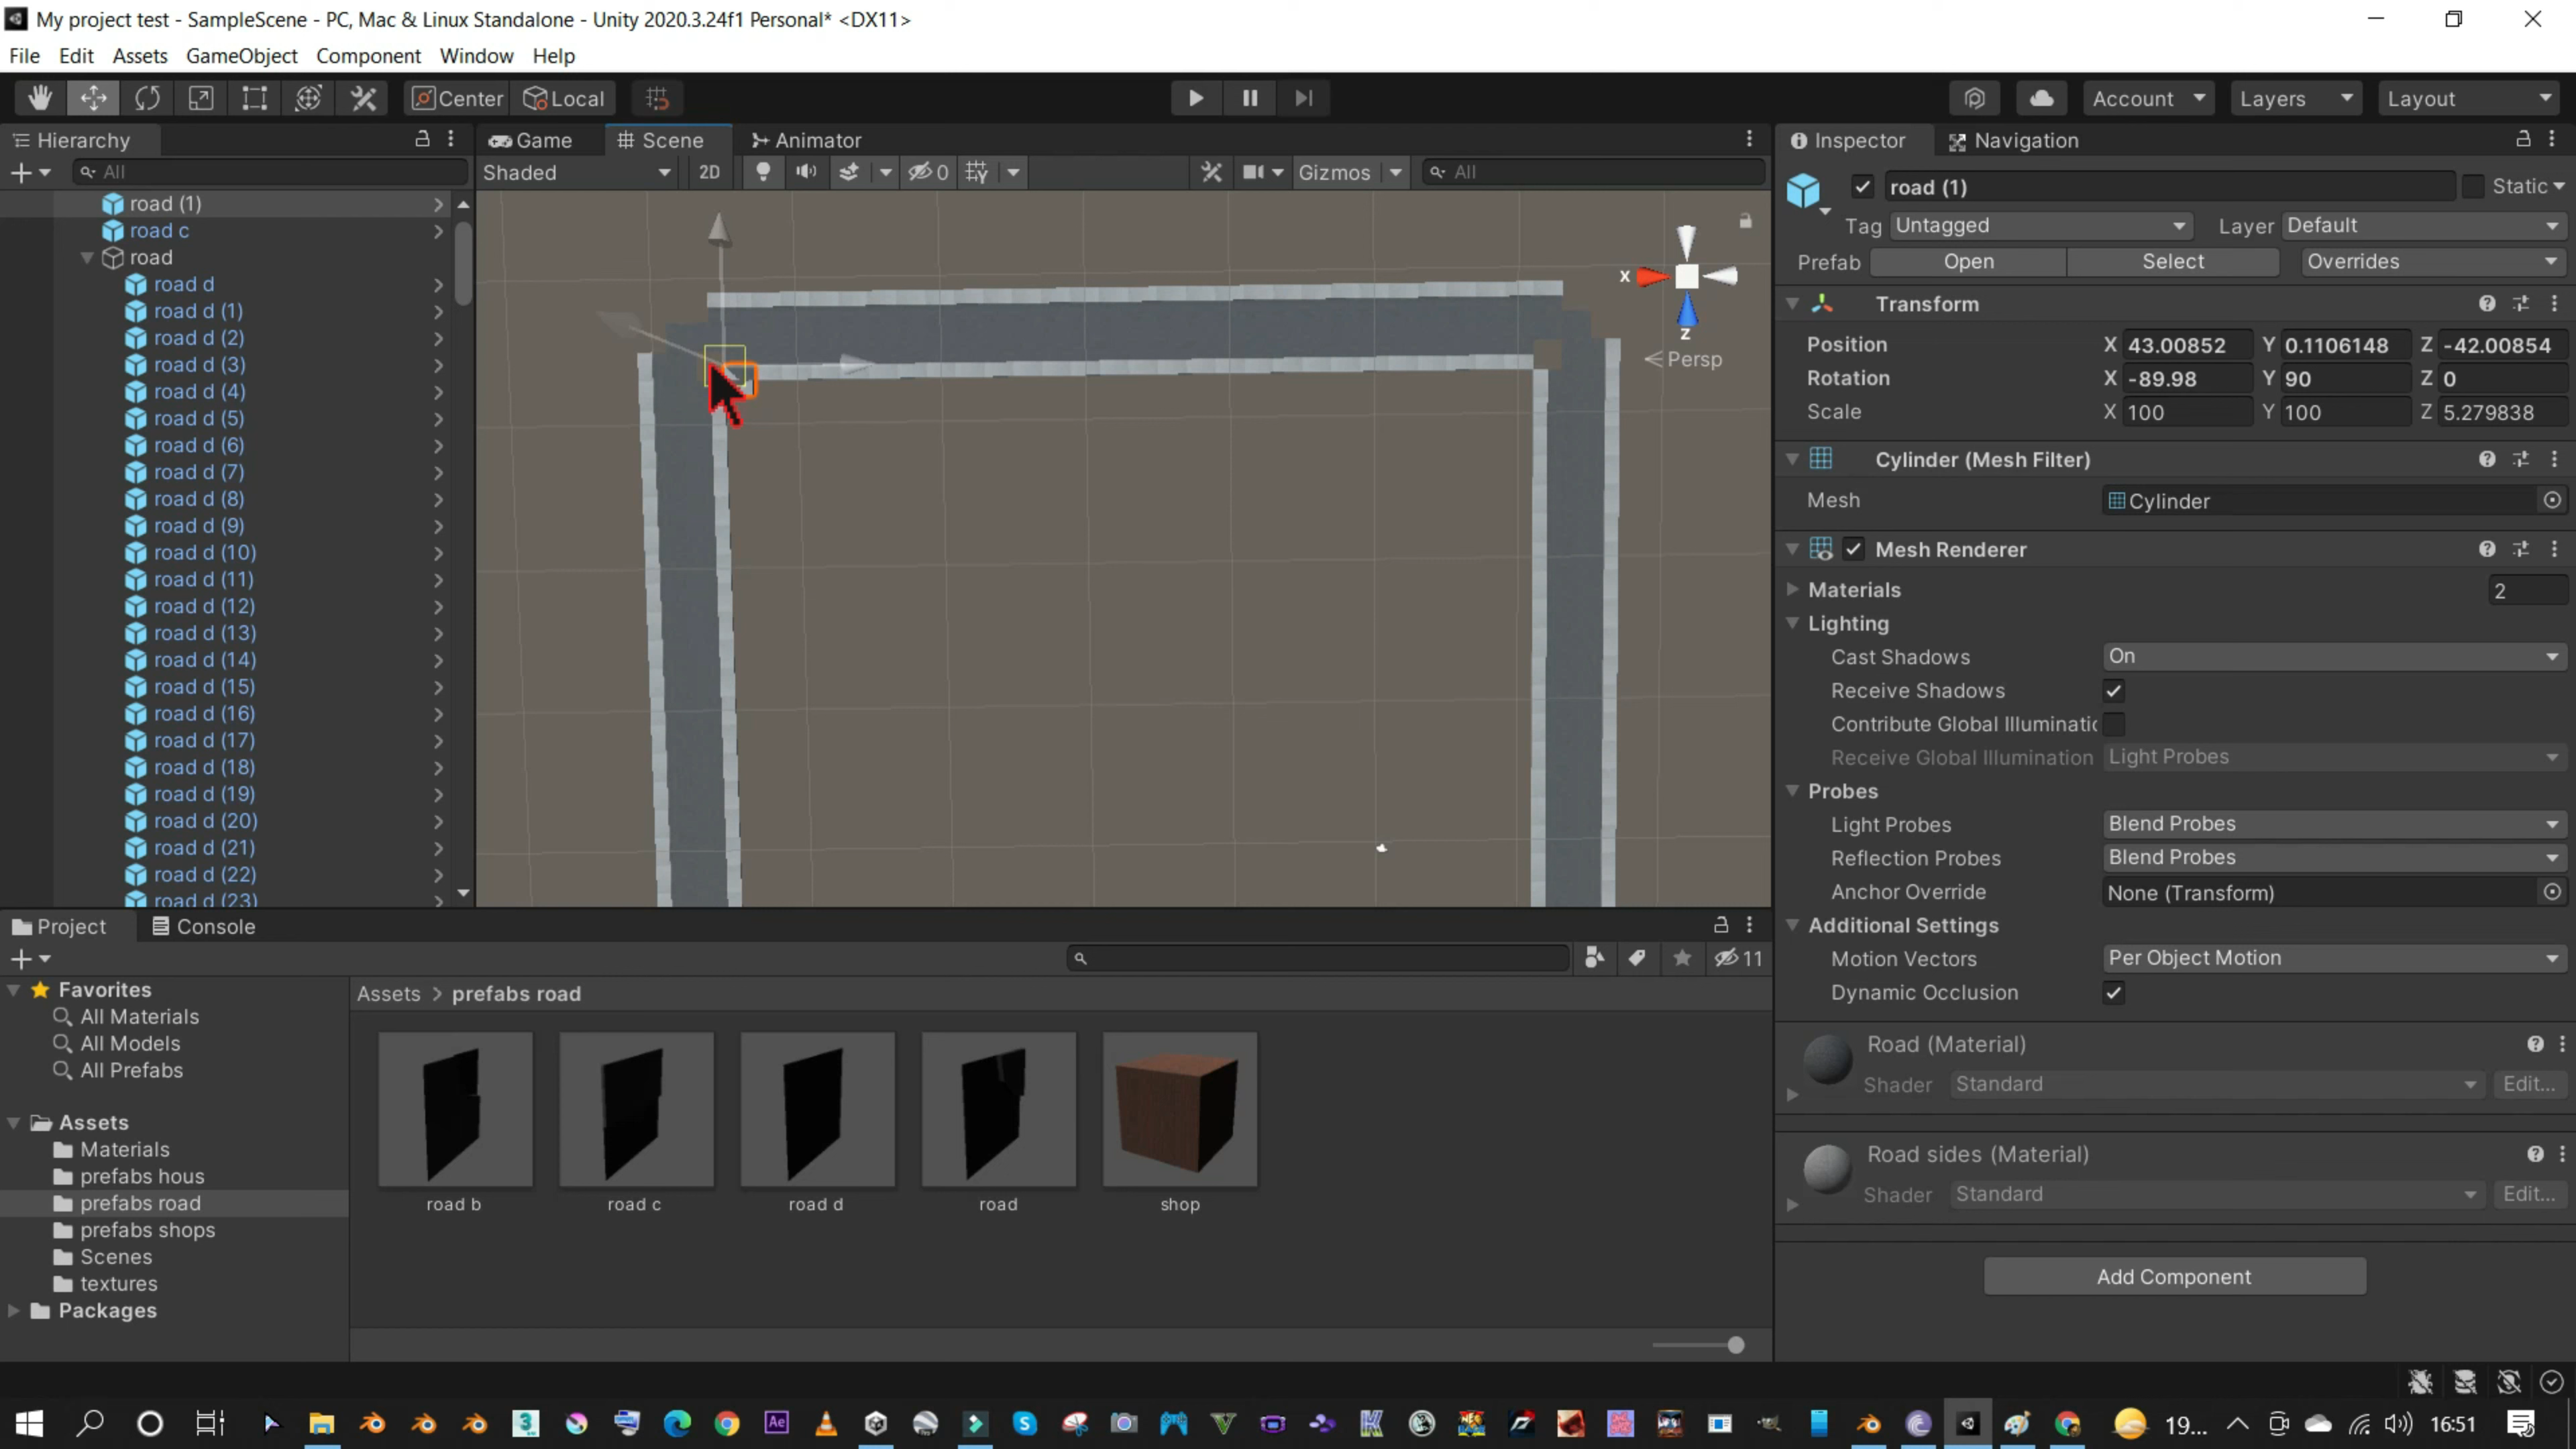 My project test - SampleScene - PC, Mac & Linux Standalone - Unity 2020.3.24f1 Personal* <DX11>
File Edit Assets GameObject Component Window Help
Center Local Account Layers Layout
Hierarchy
All
road (1)
road c
road
road d
road d (1)
road d (2)
road d (3)
road d (4)
road d (5)
road d (6)
road d (7)
road d (8)
road d (9)
road d (10)
road d (11)
road d (12)
road d (13)
road d (14)
road d (15)
road d (16)
road d (17)
road d (18)
road d (19)
road d (20)
road d (21)
road d (22)
road d (23)
Game Scene Animator
Shaded 2D 0 Gizmos All
x
z
Persp
Inspector Navigation
road (1) Static
Tag Untagged Layer Default
Prefab Open Select Overrides
Transform
Position X 43.00852 Y 0.1106148 Z -42.00854
Rotation X -89.98 Y 90 Z 0
Scale X 100 Y 100 Z 5.279838
Cylinder (Mesh Filter)
Mesh Cylinder
Mesh Renderer
Materials 2
Lighting
Cast Shadows On
Receive Shadows
Contribute Global Illuminatic
Receive Global Illumination Light Probes
Probes
Light Probes Blend Probes
Reflection Probes Blend Probes
Anchor Override None (Transform)
Additional Settings
Motion Vectors Per Object Motion
Dynamic Occlusion
Road (Material)
Shader Standard Edit...
Road sides (Material)
Shader Standard Edit...
Add Component
Project Console
11
Favorites
All Materials
All Models
All Prefabs
Assets
Materials
prefabs hous
prefabs road
prefabs shops
Scenes
textures
Packages
Assets > prefabs road
road b road c road d road shop
Ae
19...
16:51